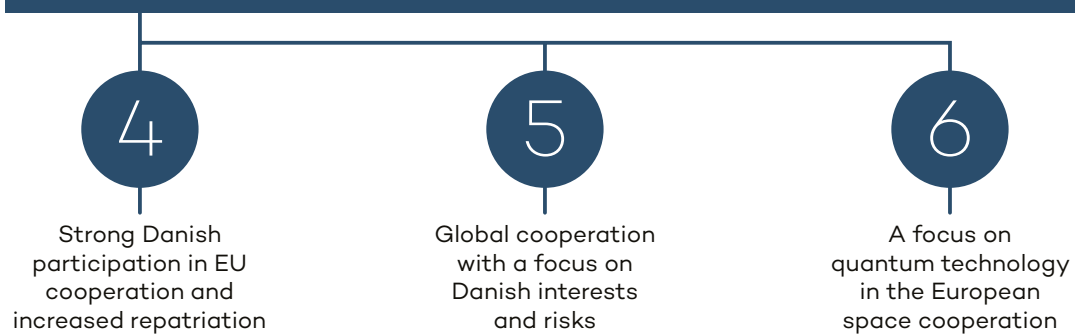 4
Strong Danish
participation in EU
cooperation and
increased repatriation
5
Global cooperation
with a focus on
Danish interests
and risks
6
A focus on
quantum technology
in the European
space cooperation